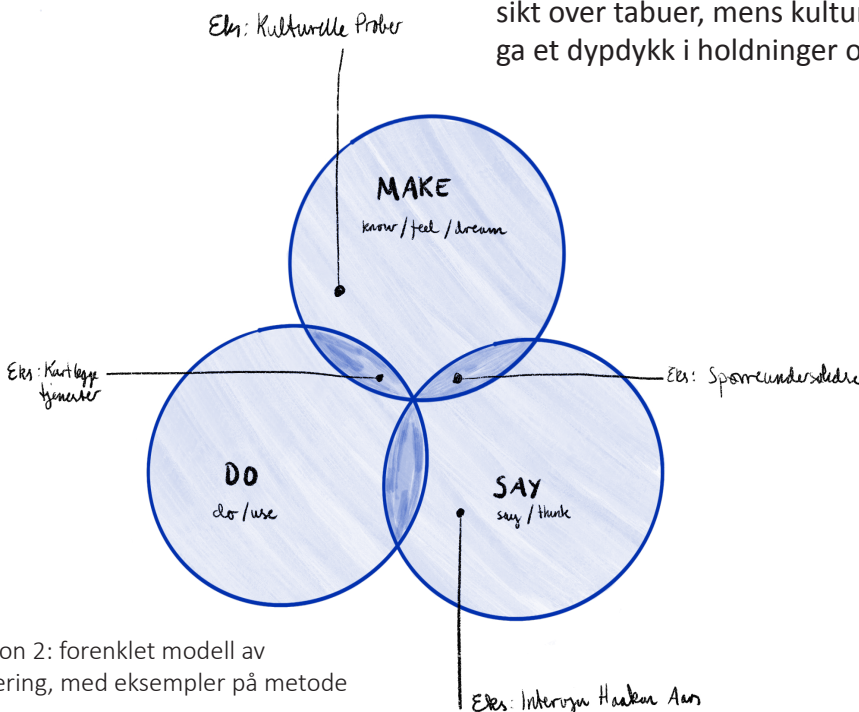 sikt over tabuer, mens kultur
ga et dypdykk i holdninger o
Eks: Kulturelle Prober
MAKE
know / feel / dream
Eks: Kartlegge
tjenester
Eks: Spørreundersøkelse
DO
do / use
SAY
say / think
on 2: forenklet modell av
ering, med eksempler på metode
Eks: Intervju Haakon Aars